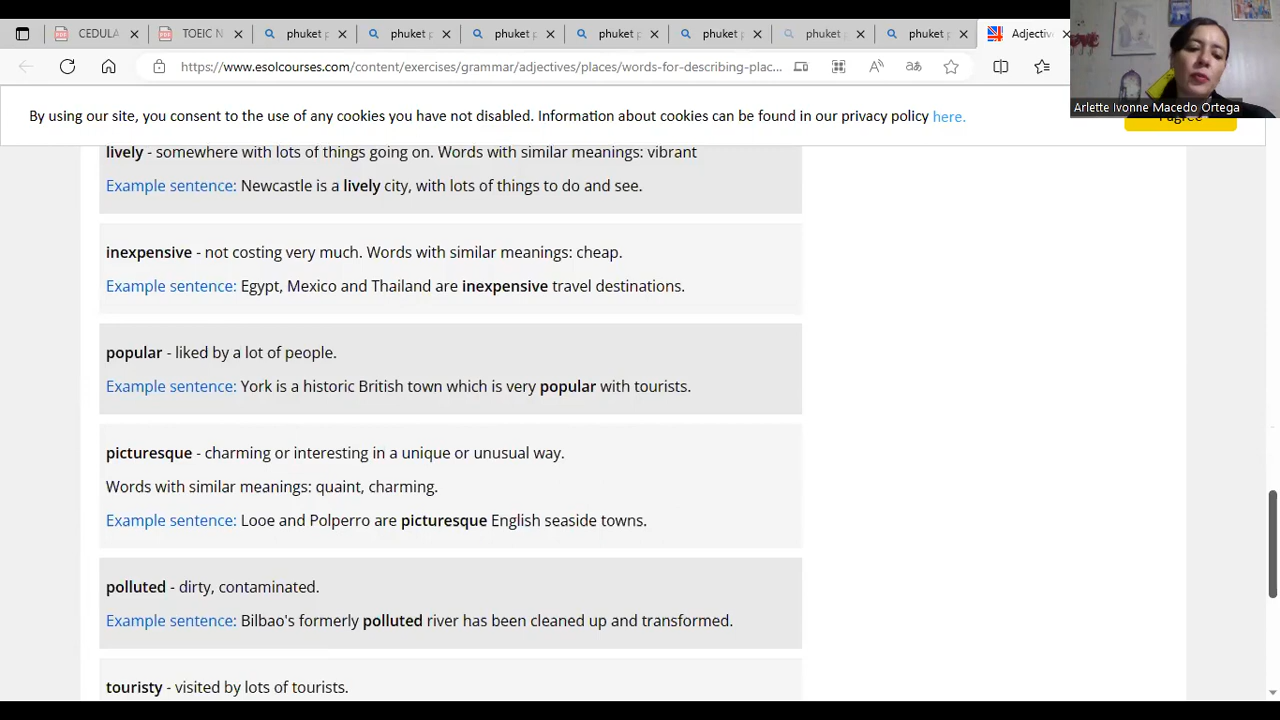 CEDULA
TOEIC N
phuket p
phuket p
phuket p
phuket p
phuket p
phuket p
phuket p
Adjectiv
https://www.esolcourses.com/content/exercises/grammar/adjectives/places/words-for-describing-plac...
Arlette Ivonne Macedo Ortega
By using our site, you consent to the use of any cookies you have not disabled. Information about cookies can be found in our privacy policy here.
I agree
lively - somewhere with lots of things going on. Words with similar meanings: vibrant
Example sentence: Newcastle is a lively city, with lots of things to do and see.
inexpensive - not costing very much. Words with similar meanings: cheap.
Example sentence: Egypt, Mexico and Thailand are inexpensive travel destinations.
popular - liked by a lot of people.
Example sentence: York is a historic British town which is very popular with tourists.
picturesque - charming or interesting in a unique or unusual way.
Words with similar meanings: quaint, charming.
Example sentence: Looe and Polperro are picturesque English seaside towns.
polluted - dirty, contaminated.
Example sentence: Bilbao's formerly polluted river has been cleaned up and transformed.
touristy - visited by lots of tourists.